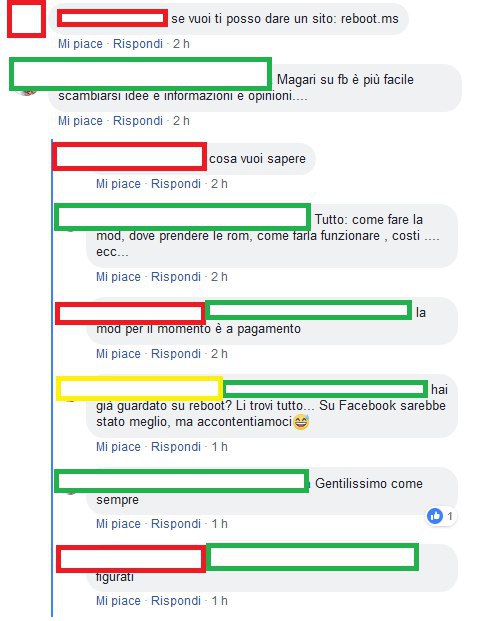 se vuoi ti posso dare un sito: reboot.ms
Mi piace · Rispondi · 2 h
Magari su fb è più facile
scambiarsi idee e informazioni e opinioni....
Mi piace · Rispondi · 2 h
cosa vuoi sapere
Mi piace · Rispondi · 2 h
Tutto: come fare la
mod, dove prendere le rom, come farla funzionare , costi ....
ecc...
Mi piace · Rispondi · 2 h
la
mod per il momento è a pagamento
Mi piace · Rispondi · 2 h
hai
già guardato su reboot? Li trovi tutto... Su Facebook sarebbe
stato meglio, ma accontentiamoci😅
Mi piace · Rispondi · 1 h
Gentilissimo come
sempre
1
Mi piace · Rispondi · 1 h
figurati
Mi piace · Rispondi · 1 h